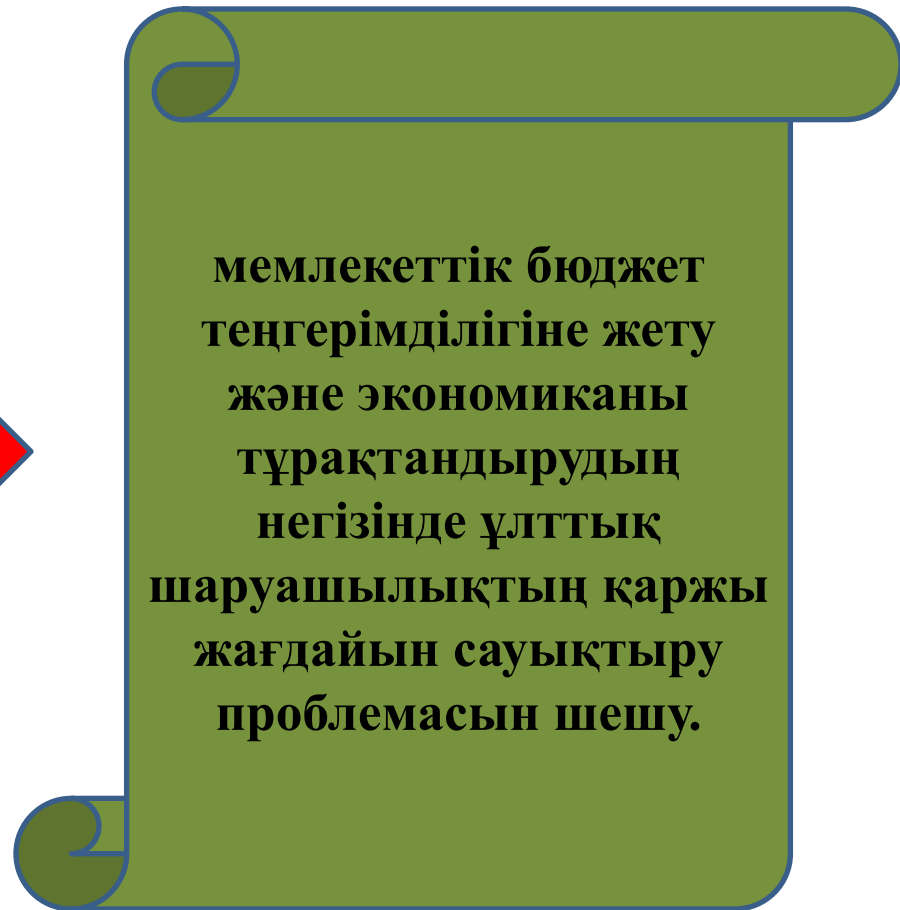 мемлекеттік бюджет
теңгерімділігіне жету
және экономиканы
тұрақтандырудың
негізінде ұлттық
шаруашылықтың қаржы
жағдайын сауықтыру
проблемасын шешу.